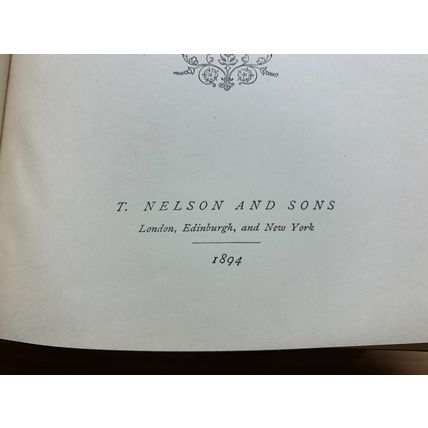 T. NELSON AND SONS
London, Edinburgh, and New York
1894